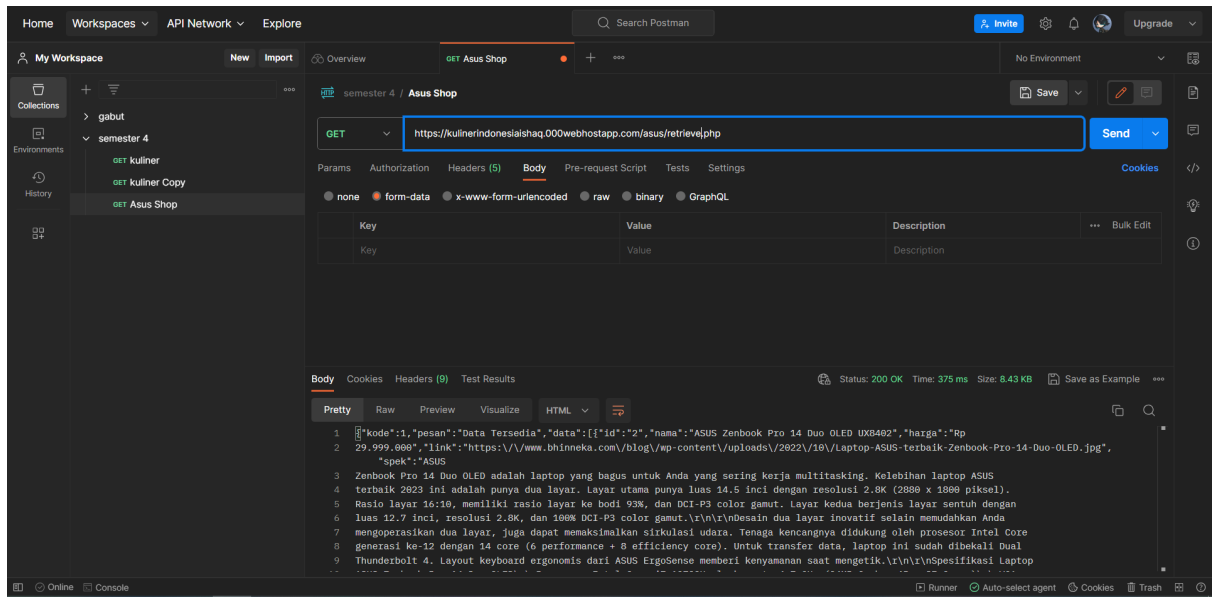 Home Workspaces API Network Explore Search Postman Invite Upgrade
My Workspace New Import Overview GET Asus Shop No Environment
Collections
semester 4 / Asus Shop Save
gabut
Environments
semester 4
GET https://kulinerindonesiaishaq.000webhostapp.com/asus/retrieve.php Send
GET kuliner
History
GET kuliner Copy
Params Authorization Headers (5) Body Pre-request Script Tests Settings Cookies
GET Asus Shop
none form-data x-www-form-urlencoded raw binary GraphQL
Key Value Description Bulk Edit
Key Value Description
Body Cookies Headers (9) Test Results Status: 200 OK Time: 375 ms Size: 8.43 KB Save as Example
Pretty Raw Preview Visualize HTML
1 {"kode":1,"pesan":"Data Tersedia","data":[{"id":"2","nama":"ASUS Zenbook Pro 14 Duo OLED UX8402","harga":"Rp
2 29.999.000","link":"https:\/\/www.bhinneka.com\/blog\/wp-content\/uploads\/2022\/10\/Laptop-ASUS-terbaik-Zenbook-Pro-14-Duo-OLED.jpg",
"spek":"ASUS
3 Zenbook Pro 14 Duo OLED adalah laptop yang bagus untuk Anda yang sering kerja multitasking. Kelebihan laptop ASUS
4 terbaik 2023 ini adalah punya dua layar. Layar utama punya luas 14.5 inci dengan resolusi 2.8K (2880 x 1800 piksel).
5 Rasio layar 16:10, memiliki rasio layar ke bodi 93%, dan DCI-P3 color gamut. Layar kedua berjenis layar sentuh dengan
6 luas 12.7 inci, resolusi 2.8K, dan 100% DCI-P3 color gamut.\r\n\r\nDesain dua layar inovatif selain memudahkan Anda
7 mengoperasikan dua layar, juga dapat memaksimalkan sirkulasi udara. Tenaga kencangnya didukung oleh prosesor Intel Core
8 generasi ke-12 dengan 14 core (6 performance + 8 efficiency core). Untuk transfer data, laptop ini sudah dibekali Dual
9 Thunderbolt 4. Layout keyboard ergonomis dari ASUS ErgoSense memberi kenyamanan saat mengetik.\r\n\r\nSpesifikasi Laptop
Online Console Runner Auto-select agent Cookies Trash